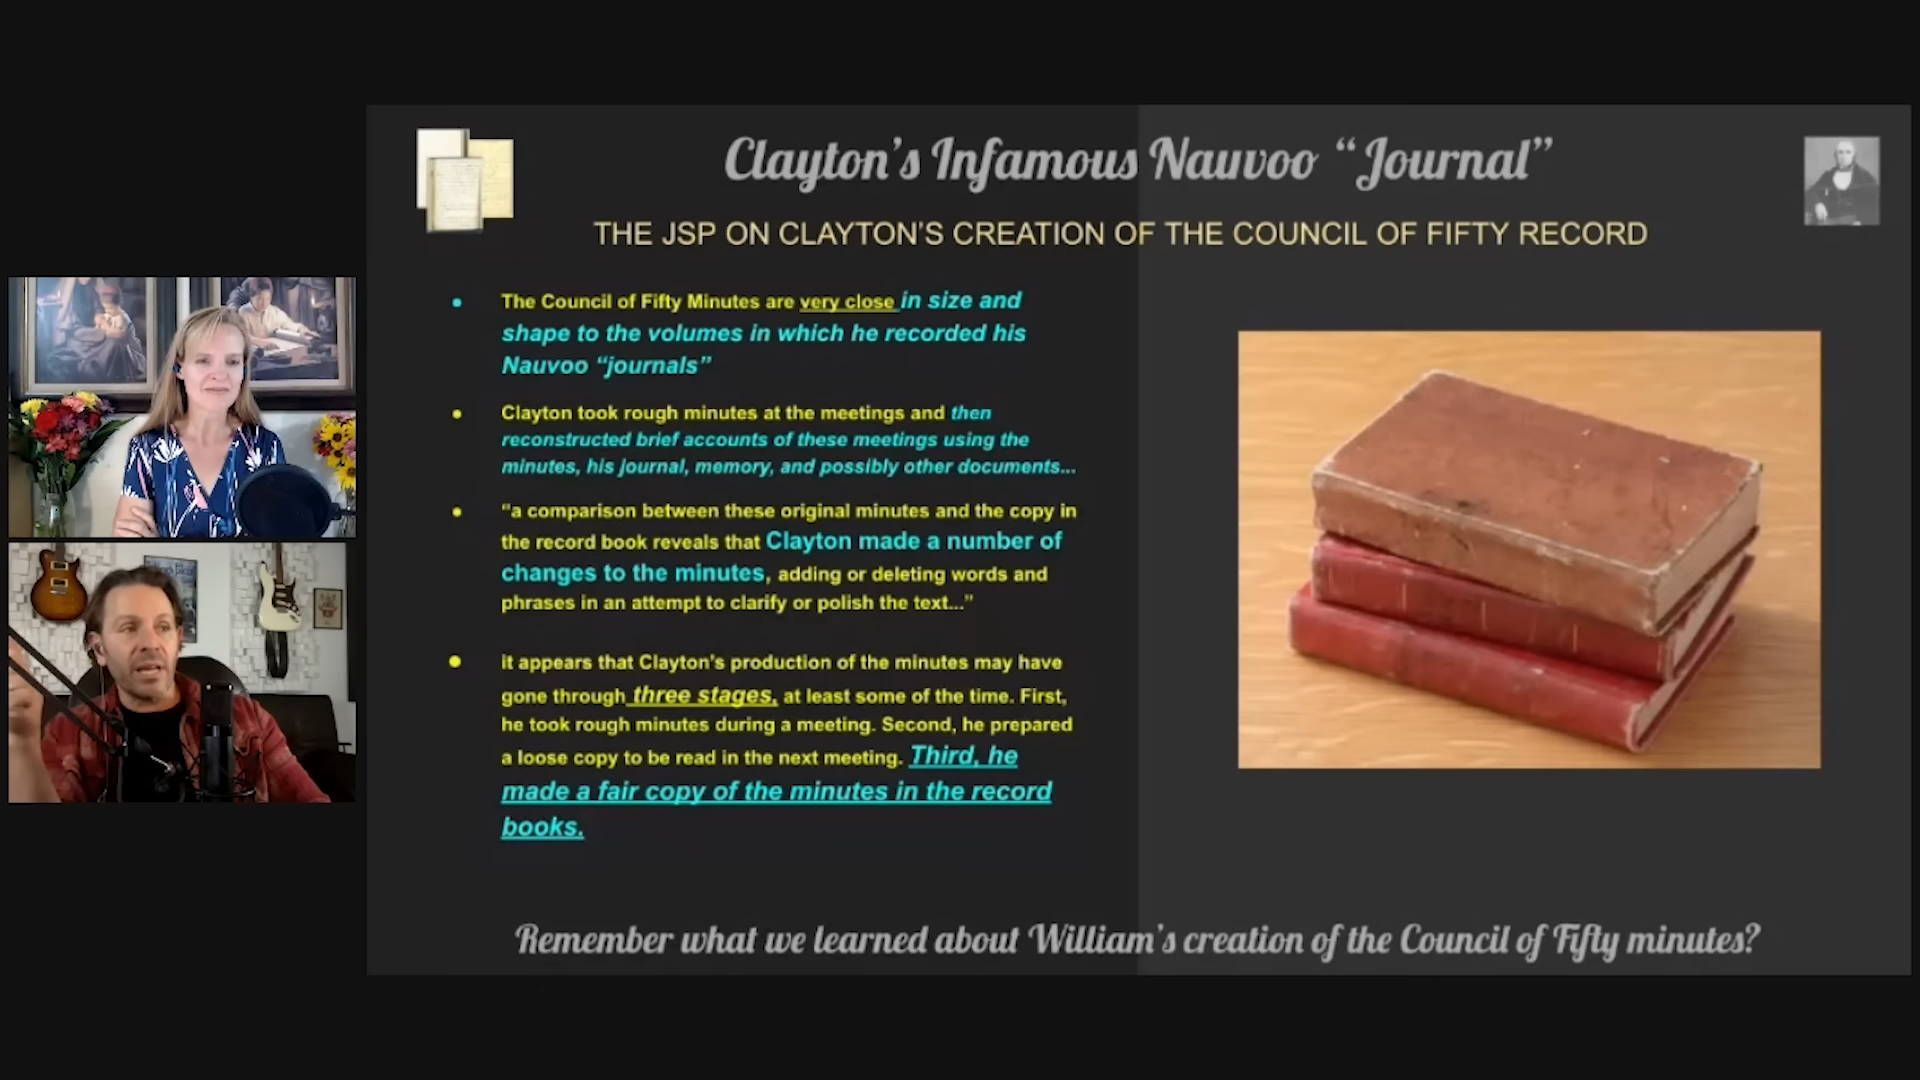 Clayton’s Infamous Nauvoo “Journal”
THE JSP ON CLAYTON’S CREATION OF THE COUNCIL OF FIFTY RECORD
• The Council of Fifty Minutes are very close in size and
shape to the volumes in which he recorded his
Nauvoo “journals”
• Clayton took rough minutes at the meetings and then
reconstructed brief accounts of these meetings using the
minutes, his journal, memory, and possibly other documents...
• “a comparison between these original minutes and the copy in
the record book reveals that Clayton made a number of
changes to the minutes, adding or deleting words and
phrases in an attempt to clarify or polish the text...”
• it appears that Clayton’s production of the minutes may have
gone through three stages, at least some of the time. First,
he took rough minutes during a meeting. Second, he prepared
a loose copy to be read in the next meeting. Third, he
made a fair copy of the minutes in the record
books.
Remember what we learned about William’s creation of the Council of Fifty minutes?